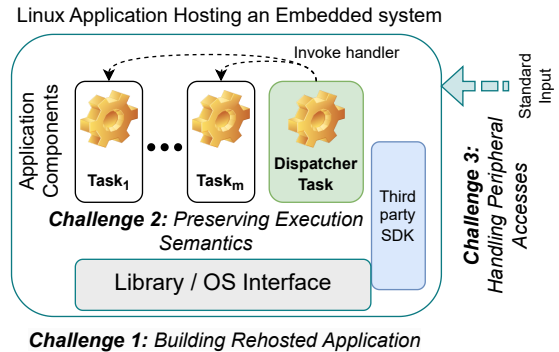 Linux Application Hosting an Embedded system
Invoke handler
Application
Components
Task1
Taskm
Dispatcher
Task
Standard
Input
Third
party
SDK
Challenge 2: Preserving Execution
Semantics
Challenge 3:
Handling Peripheral
Accesses
Library / OS Interface
Challenge 1: Building Rehosted Application